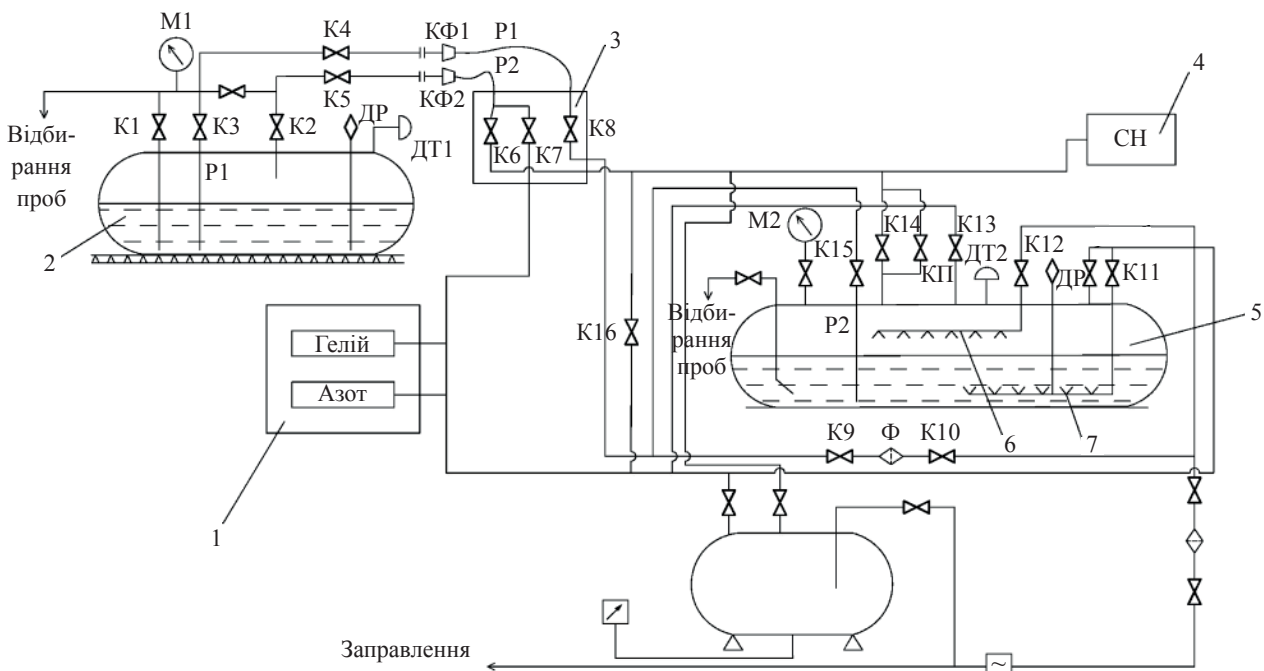 М1
К4
КФ1
Р1
3
Р2
4
К5
КФ2
ДР
Відби-
рання
проб
К1
К3
К2
ДТ1
К6
К7
К8
СН
Р1
2
М2
К14
К13
К15
ДТ2
К12
КП
ДР
К11
Відби-
рання
проб
Р2
5
К16
Гелій
Азот
6
7
К9
Ф
К10
1
Заправлення
~